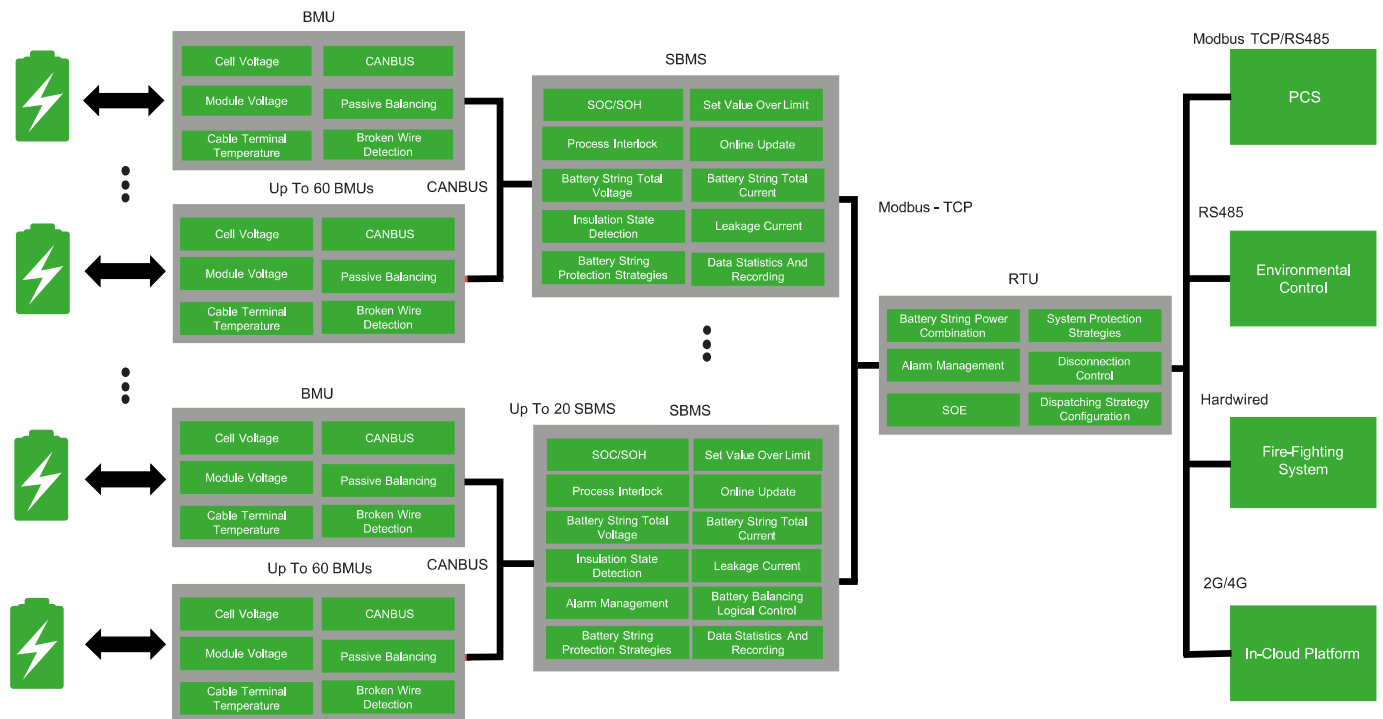 BMU
Cell Voltage
CANBUS
Module Voltage
Passive Balancing
Cable Terminal
Temperature
Broken Wire
Detection
Up To 60 BMUs
Cell Voltage
CANBUS
Module Voltage
Passive Balancing
Cable Terminal
Temperature
Broken Wire
Detection
CANBUS
BMU
Cell Voltage
CANBUS
Module Voltage
Passive Balancing
Cable Terminal
Temperature
Broken Wire
Detection
Up To 60 BMUs
Cell Voltage
CANBUS
Module Voltage
Passive Balancing
Cable Terminal
Temperature
Broken Wire
Detection
CANBUS
SBMS
SOC/SOH
Set Value Over Limit
Process Interlock
Online Update
Battery String Total
Voltage
Battery String Total
Current
Insulation State
Detection
Leakage Current
Battery String
Protection Strategies
Data Statistics And
Recording
Up To 20 SBMS
SBMS
SOC/SOH
Set Value Over Limit
Process Interlock
Online Update
Battery String Total
Voltage
Battery String Total
Current
Insulation State
Detection
Leakage Current
Alarm Management
Battery Balancing
Logical Control
Battery String
Protection Strategies
Data Statistics And
Recording
Modbus - TCP
RTU
Battery String Power
Combination
System Protection
Strategies
Alarm Management
Disconnection
Control
SOE
Dispatching Strategy
Configuration
Modbus TCP/RS485
PCS
RS485
Environmental
Control
Hardwired
Fire-Fighting
System
2G/4G
In-Cloud Platform